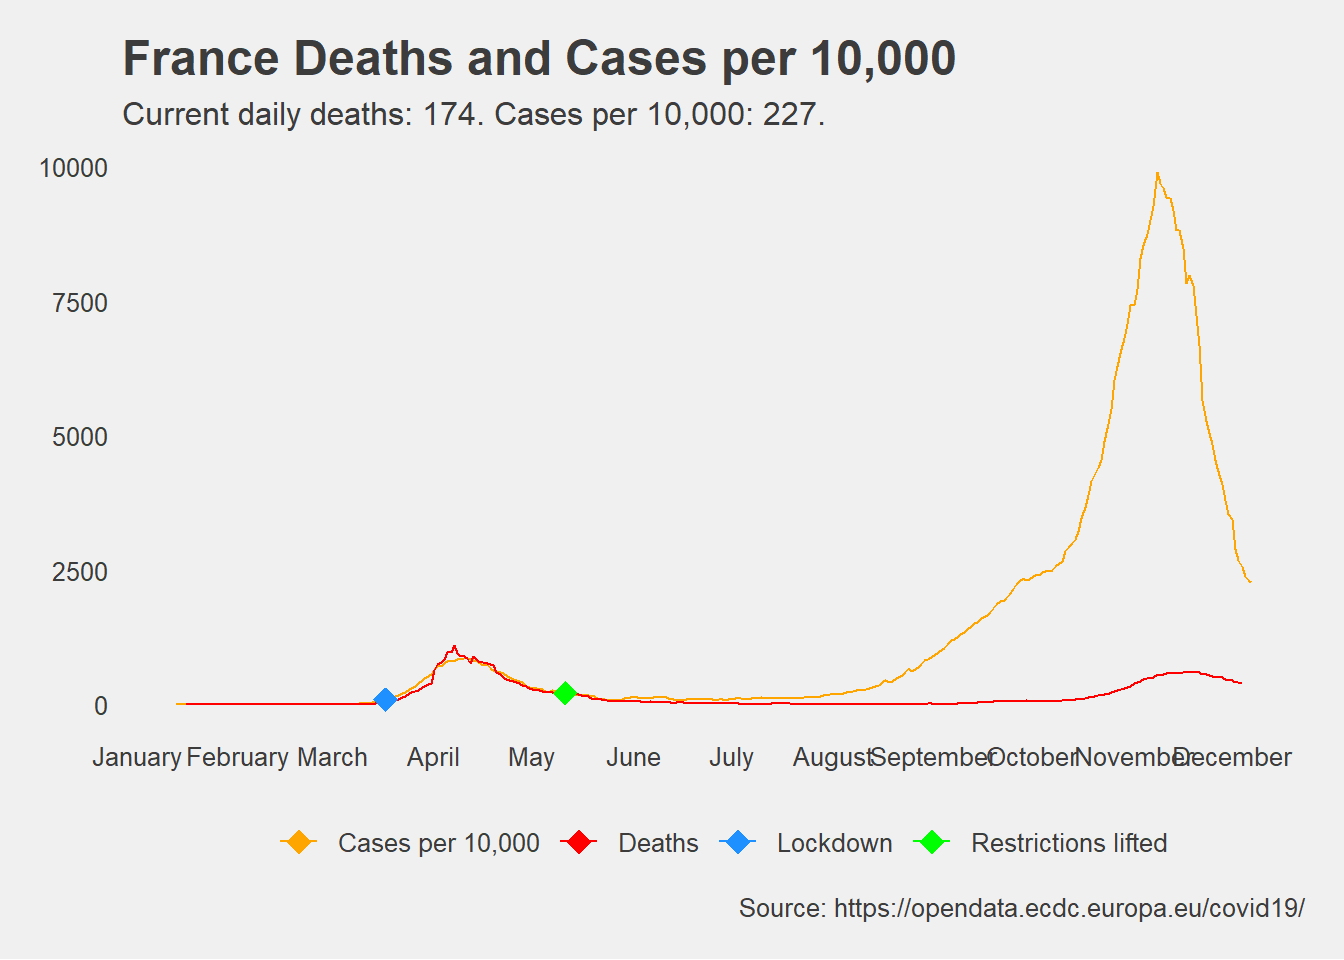 France Deaths and Cases per 10,000
Current daily deaths: 174. Cases per 10,000: 227.
10000
7500
5000
2500
0
January February March April May June July August September October November December
Cases per 10,000 Deaths Lockdown Restrictions lifted
Source: https://opendata.ecdc.europa.eu/covid19/